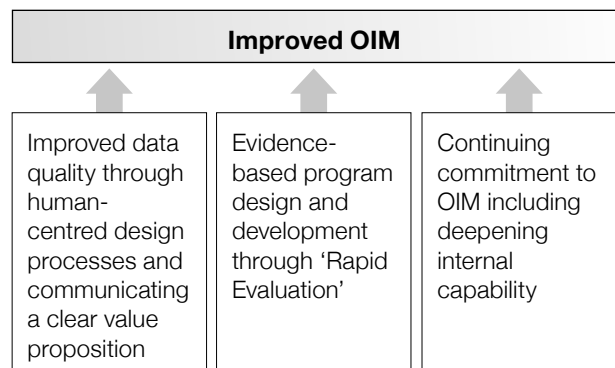 Improved OIM
Improved data
quality through
human-
centred design
processes and
communicating
a clear value
proposition
Evidence-
based program
design and
development
through ‘Rapid
Evaluation’
Continuing
commitment to
OIM including
deepening
internal
capability